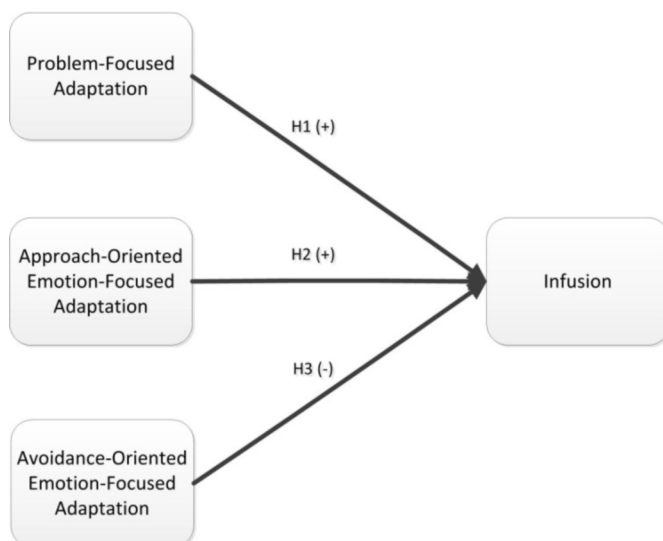 Problem-Focused
Adaptation
H1 (+)
Approach-Oriented
Emotion-Focused
Adaptation
H2 (+)
Infusion
H3 (-)
Avoidance-Oriented
Emotion-Focused
Adaptation